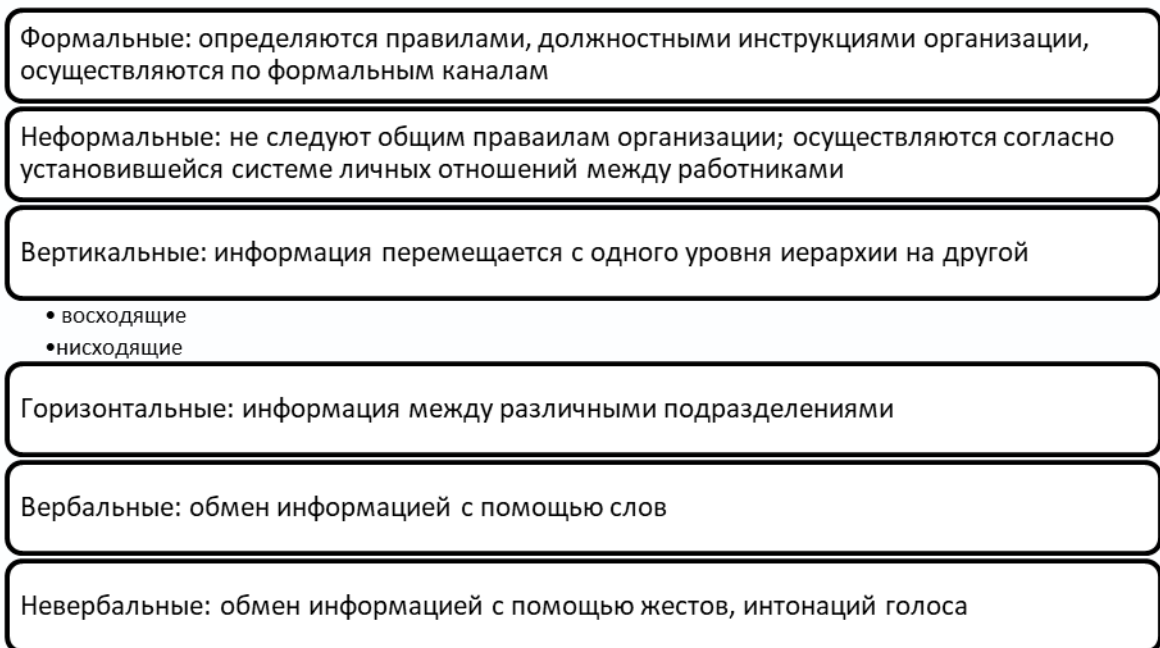 Формальные: определяются правилами, должностными инструкциями организации,
осуществляются по формальным каналам
Неформальные: не следуют общим праваилам организации; осуществляются согласно
установившейся системе личных отношений между работниками
Вертикальные: информация перемещается с одного уровня иерархии на другой
• восходящие
•нисходящие
Горизонтальные: информация между различными подразделениями
Вербальные: обмен информацией с помощью слов
Невербальные: обмен информацией с помощью жестов, интонаций голоса